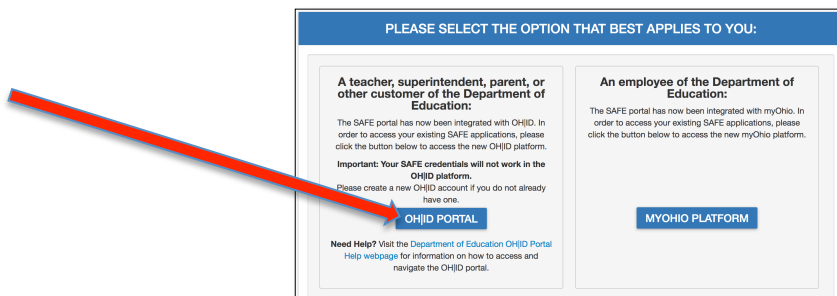 PLEASE SELECT THE OPTION THAT BEST APPLIES TO YOU:
A teacher, superintendent, parent, or
other customer of the Department of
Education:
The SAFE portal has now been integrated with OH|ID. In
order to access your existing SAFE applications, please
click the button below to access the new OH|ID platform.
Important: Your SAFE credentials will not work in the
OH|ID platform.
Please create a new OH|ID account if you do not already
have one.
OH|ID PORTAL
Need Help? Visit the Department of Education OH|ID Portal
Help webpage for information on how to access and
navigate the OH|ID portal.
An employee of the Department of
Education:
The SAFE portal has now been integrated with myOhio. In
order to access your existing SAFE applications, please
click the button below to access the new myOhio platform.
MYOHIO PLATFORM